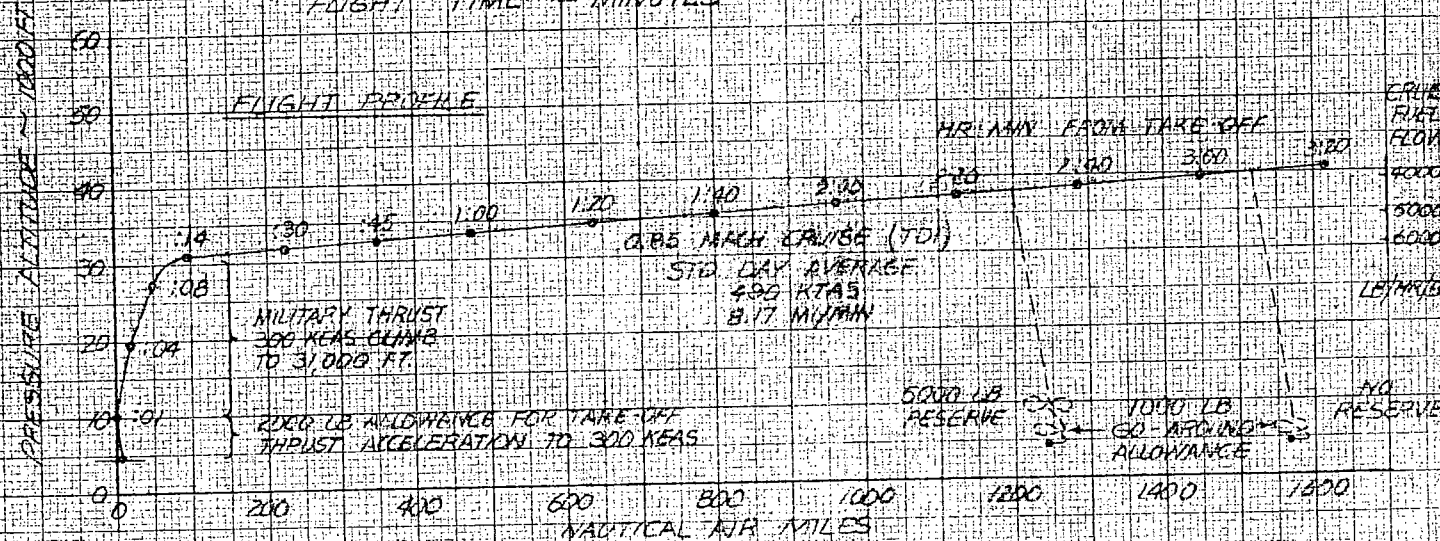 FLIGHT TIME ~ MINUTES
PRESSURE ALTITUDE ~ 1000 FT
60
50
40
30
20
10
0
FLIGHT PROFILE
HR:MIN FROM TAKE OFF
:01
:04
:08
:14
:30
:45
1:00
1:20
1:40
2:00
2:20
2:40
3:00
3:20
0.85 MACH CRUISE (TDI)
STD. DAY AVERAGE
490 KTAS
8.17 MI/MIN
MILITARY THRUST
300 KEAS CLIMB
TO 31,000 FT.
2000 LB ALLOWANCE FOR TAKE-OFF
THRUST ACCELERATION TO 300 KEAS
5000 LB
RESERVE
1000 LB
GO-AROUND
ALLOWANCE
NO
RESERVE
FUEL
FLOW
4000
5000
6000
0
200
400
600
800
1000
1200
1400
1600
NAUTICAL AIR MILES